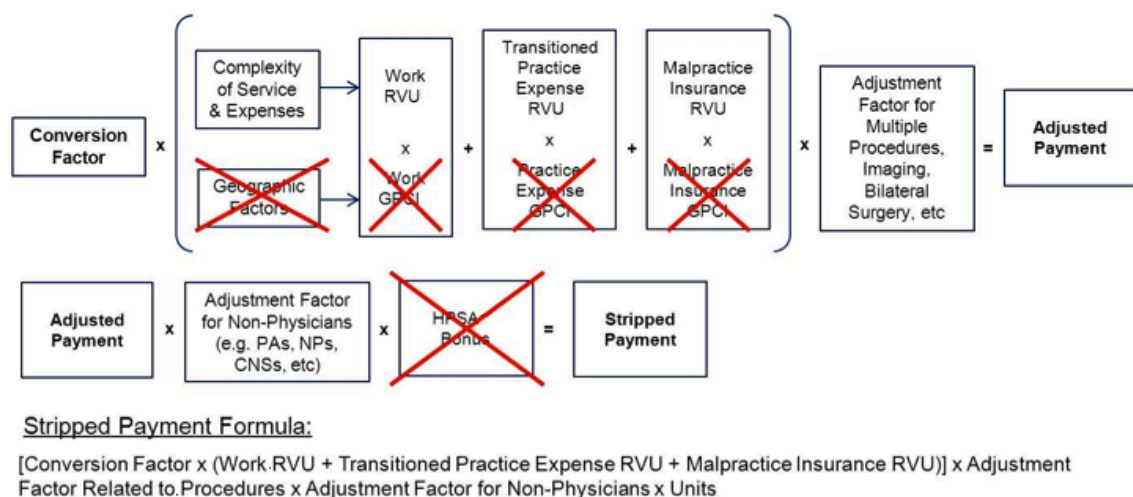 Conversion
Factor
x
Complexity
of Service
& Expenses
Geographic
Factors
Work
RVU
x
Work
GPCI
+
Transitioned
Practice
Expense
RVU
x
Practice
Expense
GPCI
+
Malpractice
Insurance
RVU
x
Malpractice
Insurance
GPCI
x
Adjustment
Factor for
Multiple
Procedures,
Imaging,
Bilateral
Surgery, etc
=
Adjusted
Payment
Adjusted
Payment
x
Adjustment Factor
for Non-Physicians
(e.g. PAs, NPs,
CNSs, etc)
x
HPSA
Bonus
=
Stripped
Payment
Stripped Payment Formula:
[Conversion Factor x (Work RVU + Transitioned Practice Expense RVU + Malpractice Insurance RVU)] x Adjustment
Factor Related to Procedures x Adjustment Factor for Non-Physicians x Units